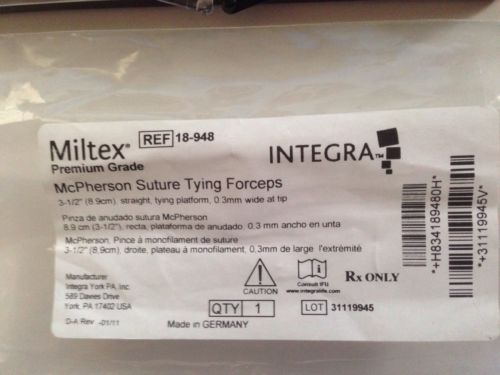 Miltex®
Premium Grade
REF 18-948
INTEGRA™
McPherson Suture Tying Forceps
3-1/2" (8.9cm), straight, tying platform, 0.3mm wide at tip
Pinza de anudado sutura McPherson
8.9 cm (3-1/2"), recta, plataforma de anudado, 0,3 mm ancho en unta
McPherson, Pince à monofilament de suture
3-1/2" (8,9cm), droite, plateau à monofilament, 0.3mm de large l'extrémité
Manufacturer
Integra York PA, Inc.
589 Davies Drive
York, PA 17402 USA
D-A Rev -01/11
CAUTION
Consult IFU
www.integralife.com
Rx ONLY
QTY 1
LOT 31119945
Made in GERMANY
*+H834189480H*
*+31119945V*